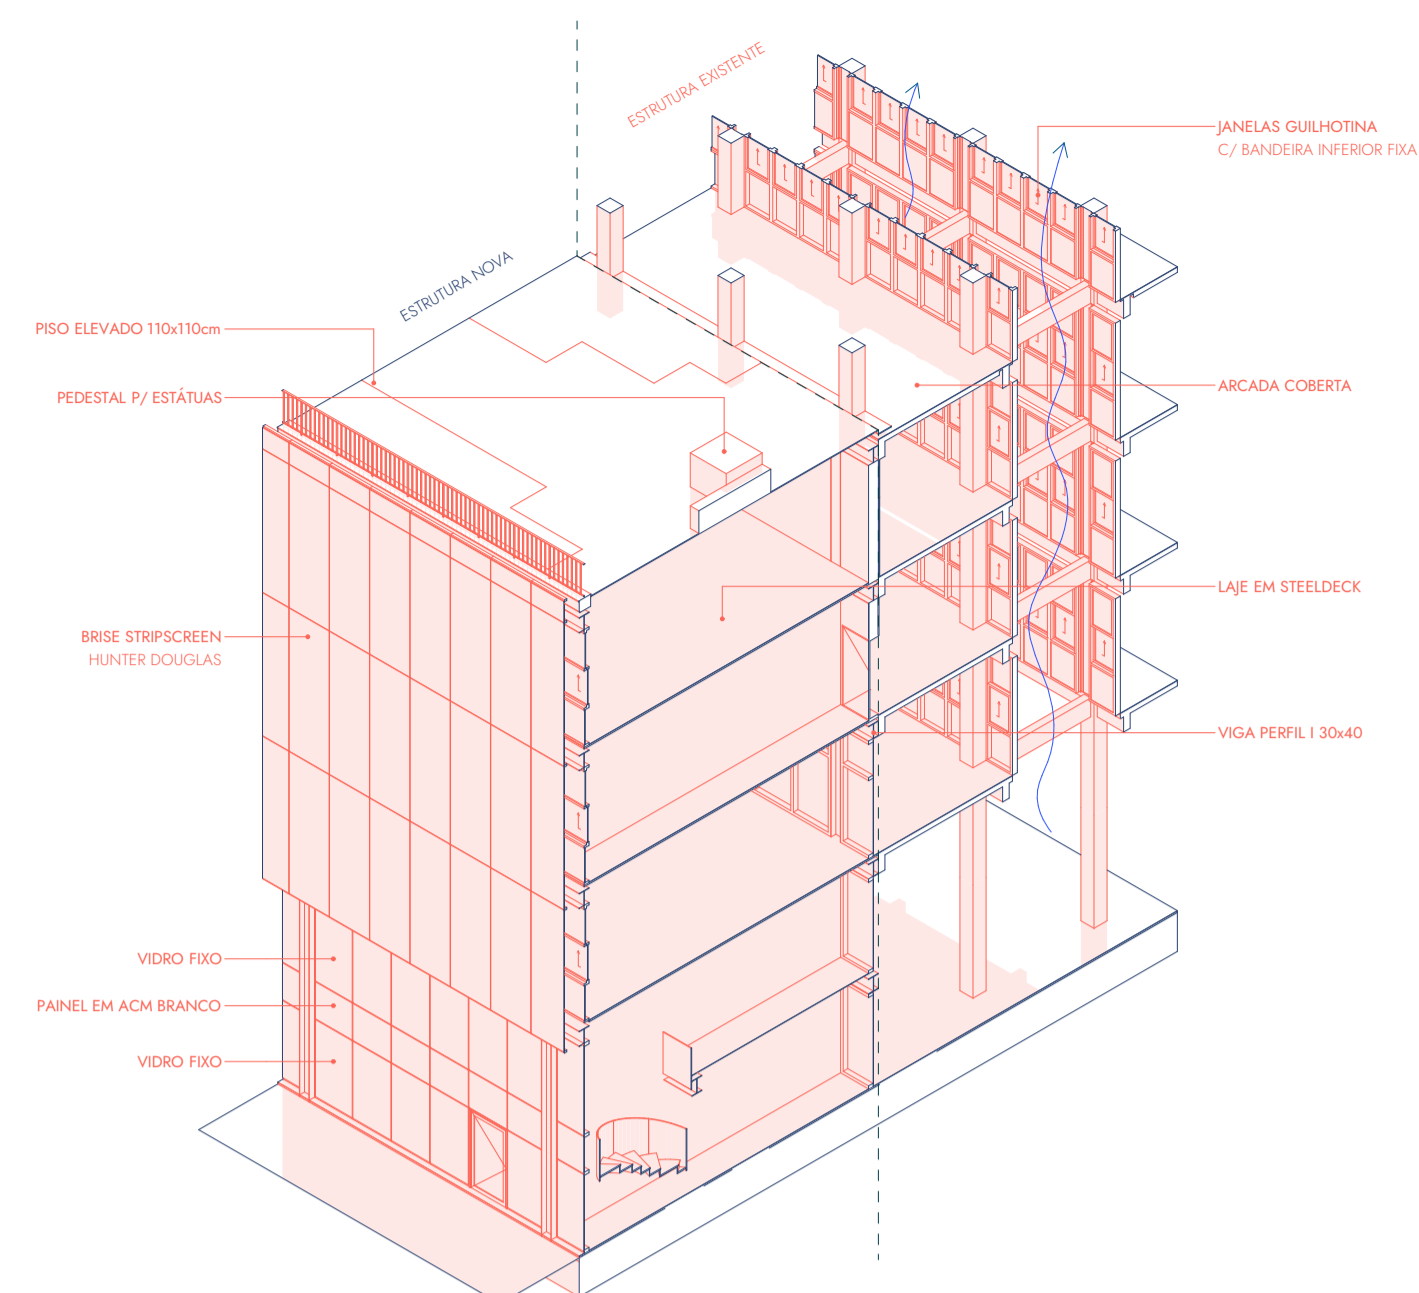 ESTRUTURA EXISTENTE
ESTRUTURA NOVA
PISO ELEVADO 110x110cm
PEDESTAL P/ ESTÁTUAS
BRISE STRIPSCREEN
HUNTER DOUGLAS
VIDRO FIXO
PAINEL EM ACM BRANCO
VIDRO FIXO
JANELAS GUILHOTINA
C/ BANDEIRA INFERIOR FIXA
ARCADA COBERTA
LAJE EM STEELDECK
VIGA PERFIL I 30x40